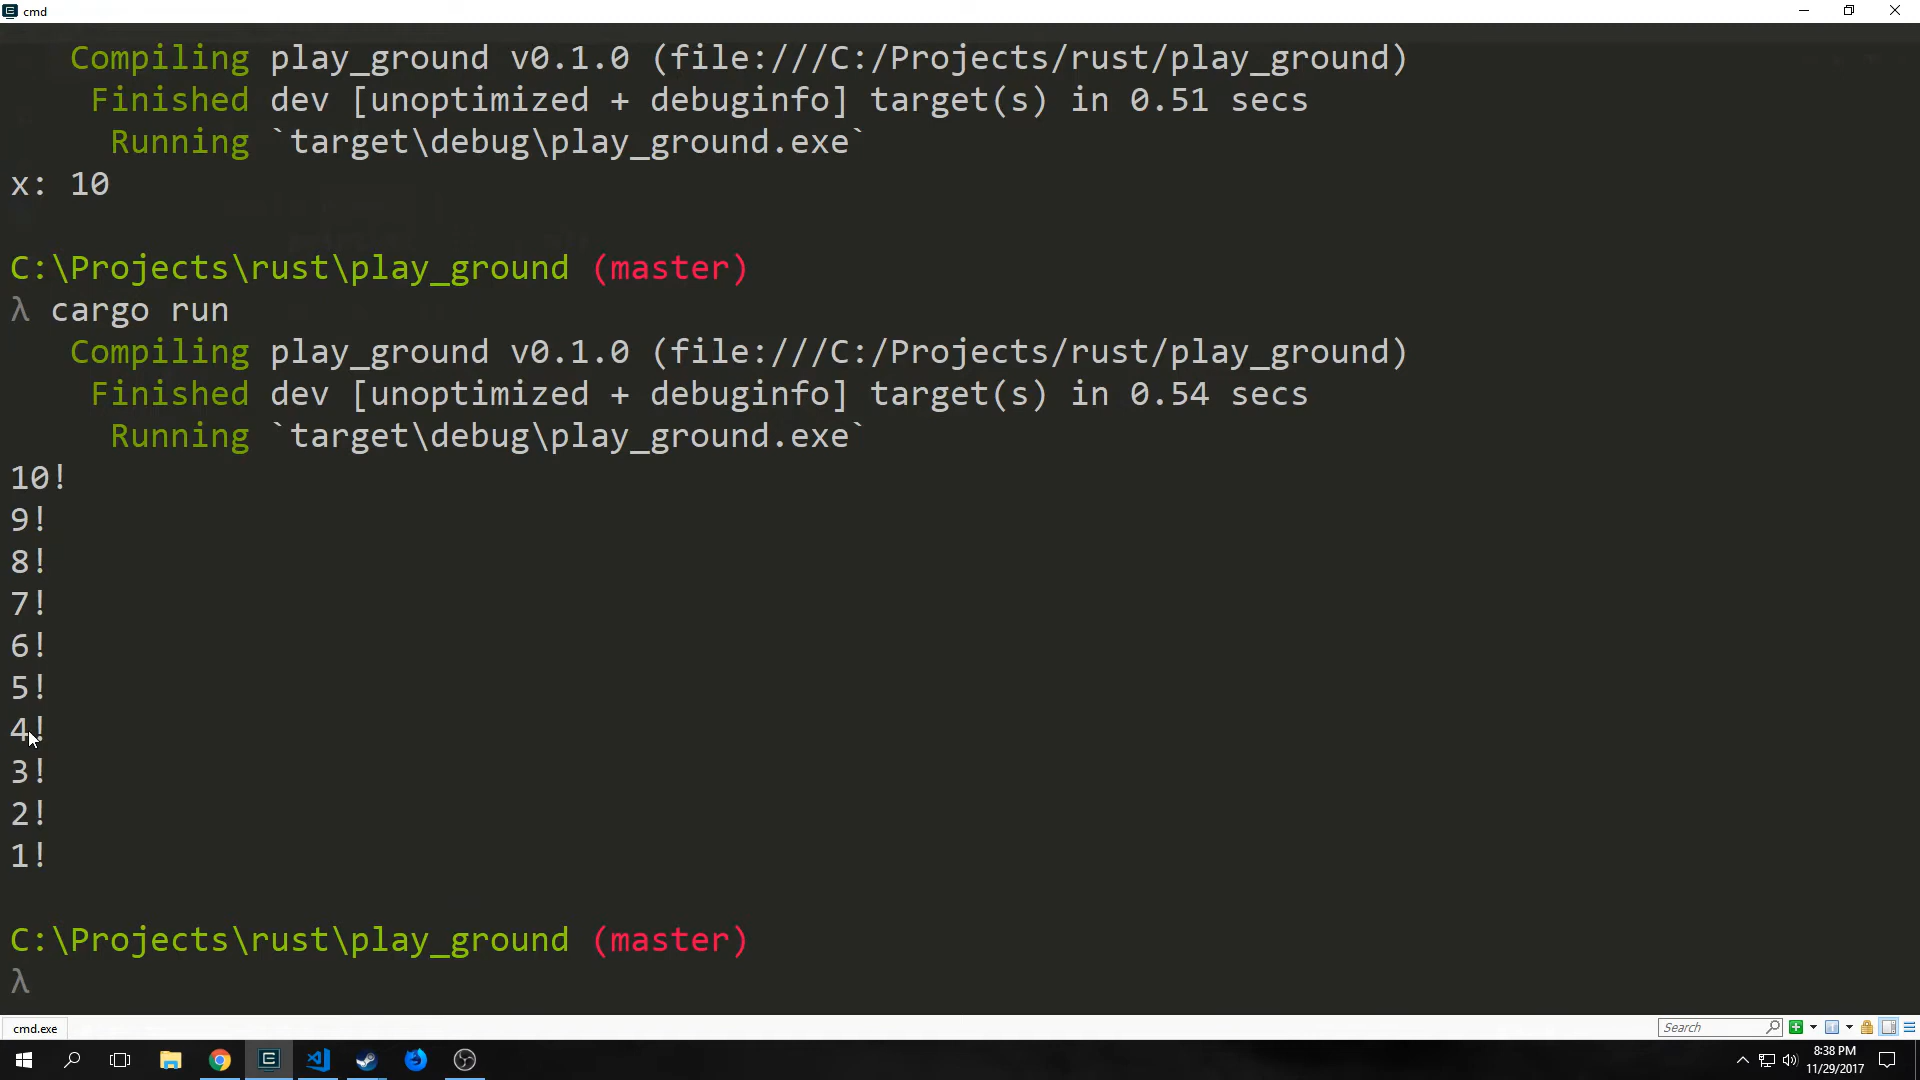 cmd
Compiling play_ground v0.1.0 (file:///C:/Projects/rust/play_ground)
Finished dev [unoptimized + debuginfo] target(s) in 0.51 secs
Running `target\debug\play_ground.exe`
x: 10
C:\Projects\rust\play_ground (master)
λ cargo run
Compiling play_ground v0.1.0 (file:///C:/Projects/rust/play_ground)
Finished dev [unoptimized + debuginfo] target(s) in 0.54 secs
Running `target\debug\play_ground.exe`
10!
9!
8!
7!
6!
5!
4!
3!
2!
1!
C:\Projects\rust\play_ground (master)
λ
cmd.exe
Search
8:38 PM
11/29/2017